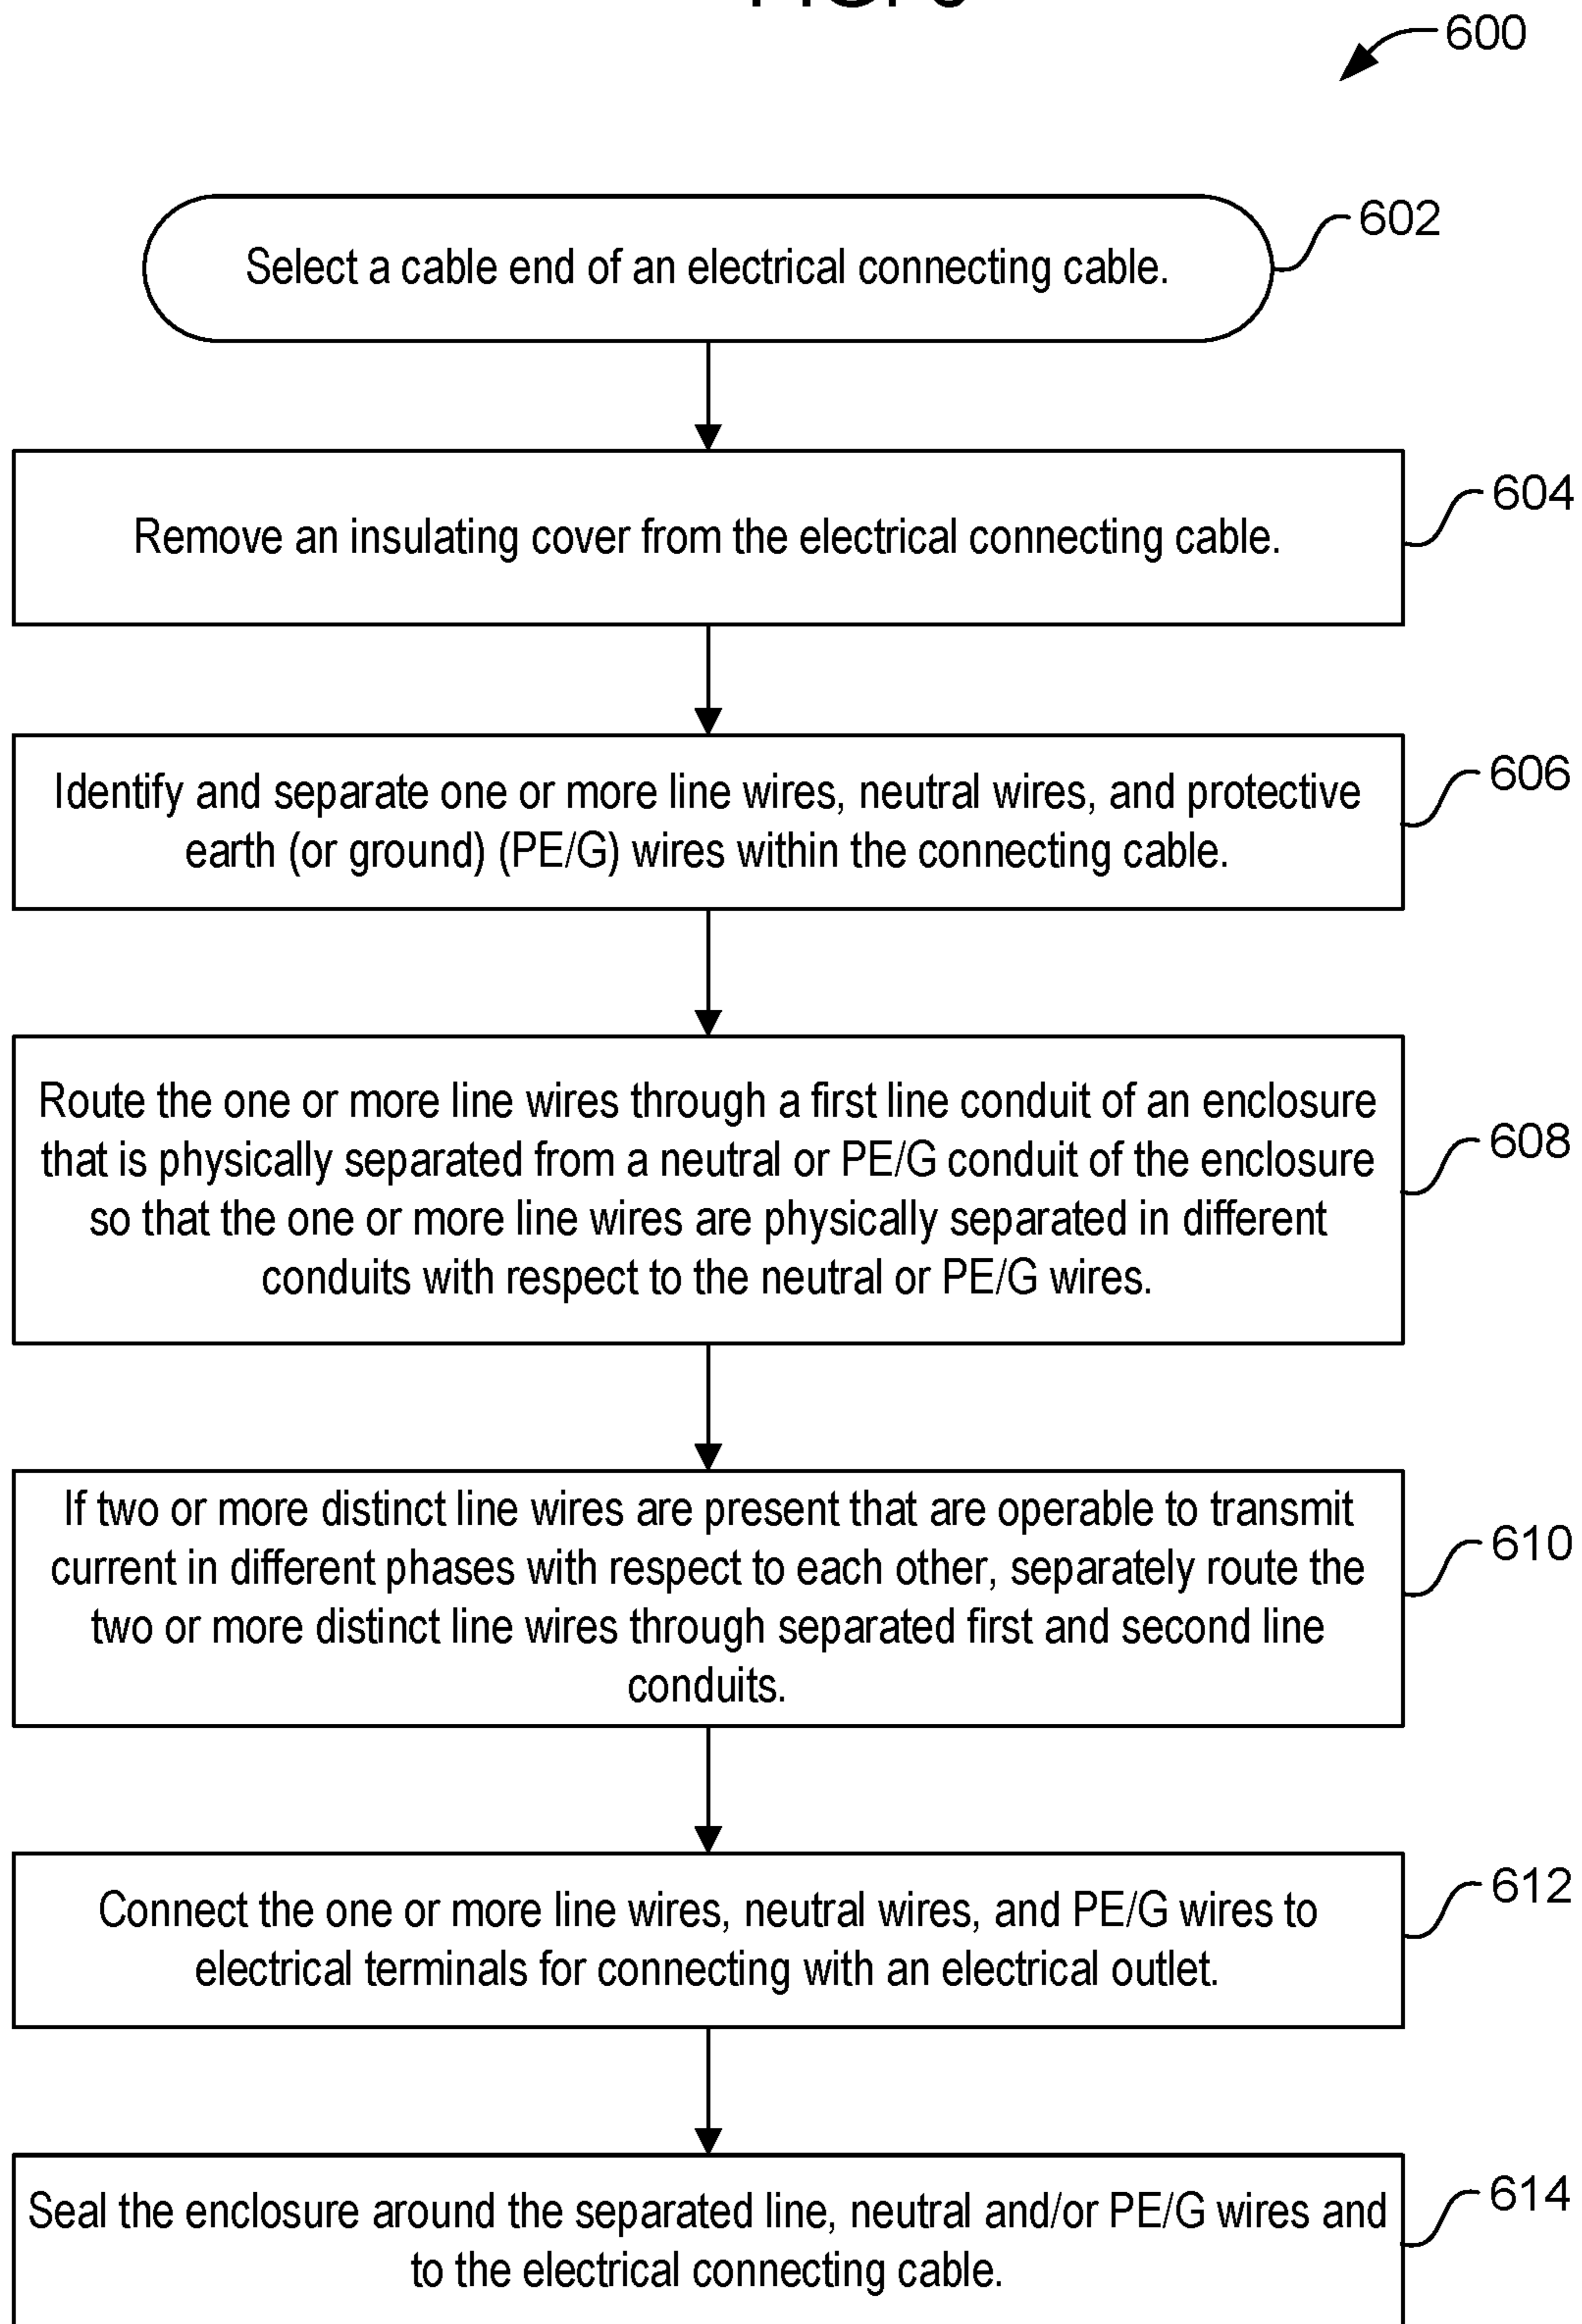 600
Select a cable end of an electrical connecting cable.
602
Remove an insulating cover from the electrical connecting cable.
604
Identify and separate one or more line wires, neutral wires, and protective
earth (or ground) (PE/G) wires within the connecting cable.
606
Route the one or more line wires through a first line conduit of an enclosure
that is physically separated from a neutral or PE/G conduit of the enclosure
so that the one or more line wires are physically separated in different
conduits with respect to the neutral or PE/G wires.
608
If two or more distinct line wires are present that are operable to transmit
current in different phases with respect to each other, separately route the
two or more distinct line wires through separated first and second line
conduits.
610
Connect the one or more line wires, neutral wires, and PE/G wires to
electrical terminals for connecting with an electrical outlet.
612
Seal the enclosure around the separated line, neutral and/or PE/G wires and
to the electrical connecting cable.
614